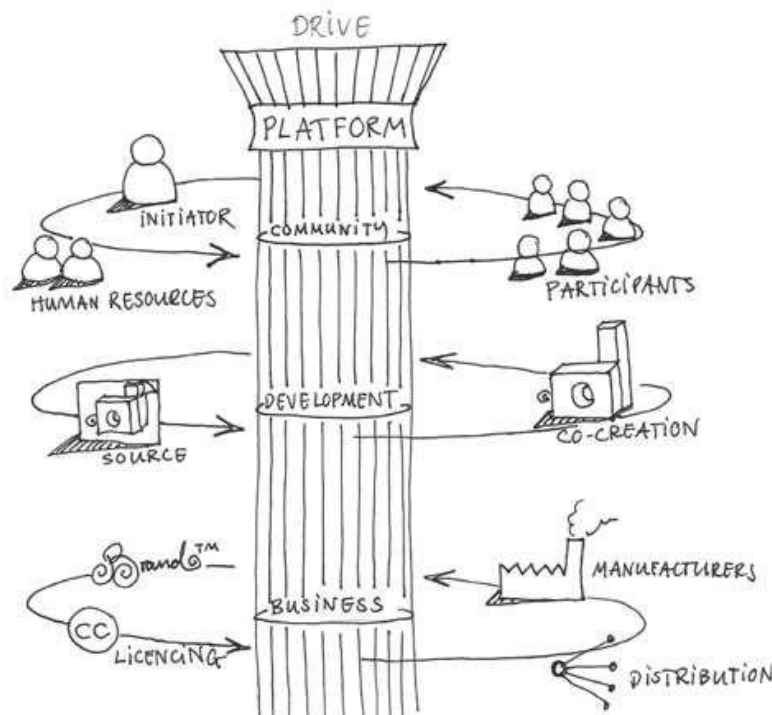 DRIVE
PLATFORM
INITIATOR
COMMUNITY
HUMAN RESOURCES
PARTICIPANTS
DEVELOPMENT
SOURCE
CO-CREATION
Brand™
MANUFACTURERS
BUSINESS
CC
LICENCING
DISTRIBUTION